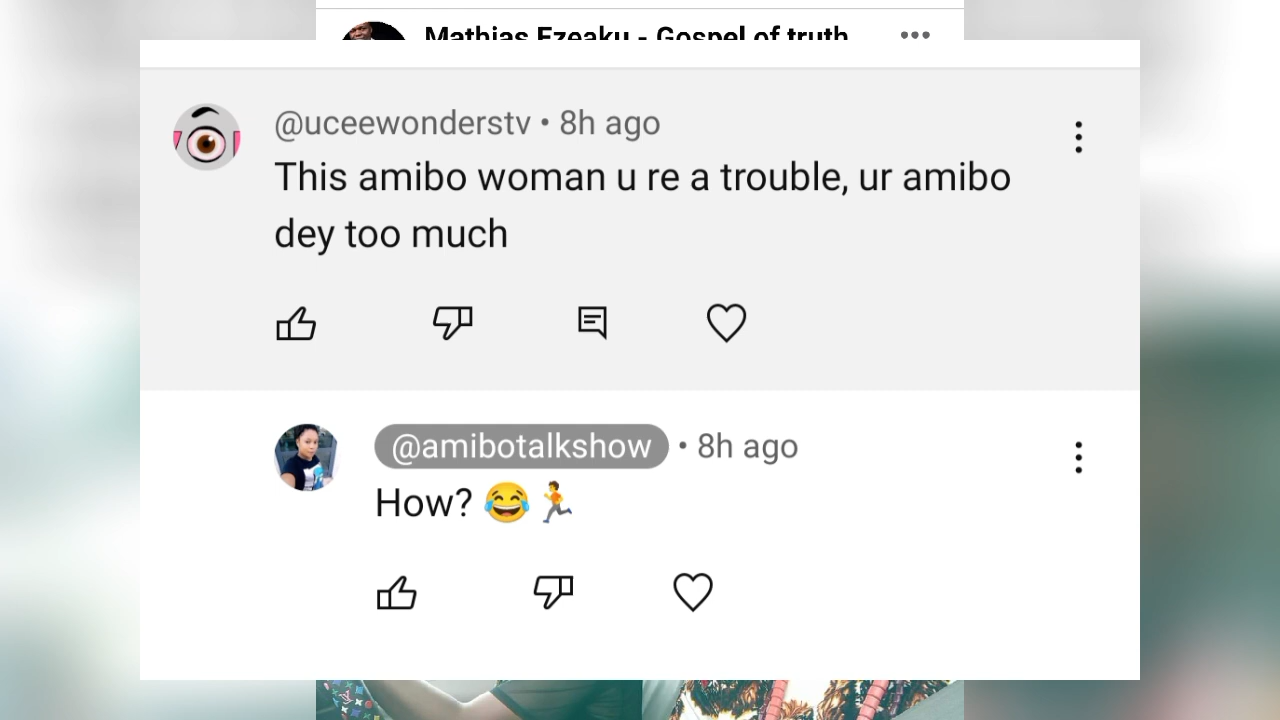 Mathias Ezeaku - Gospel of truth
@uceewonderstv • 8h ago
This amibo woman u re a trouble, ur amibo
dey too much
@amibotalkshow • 8h ago
How? 😂🏃